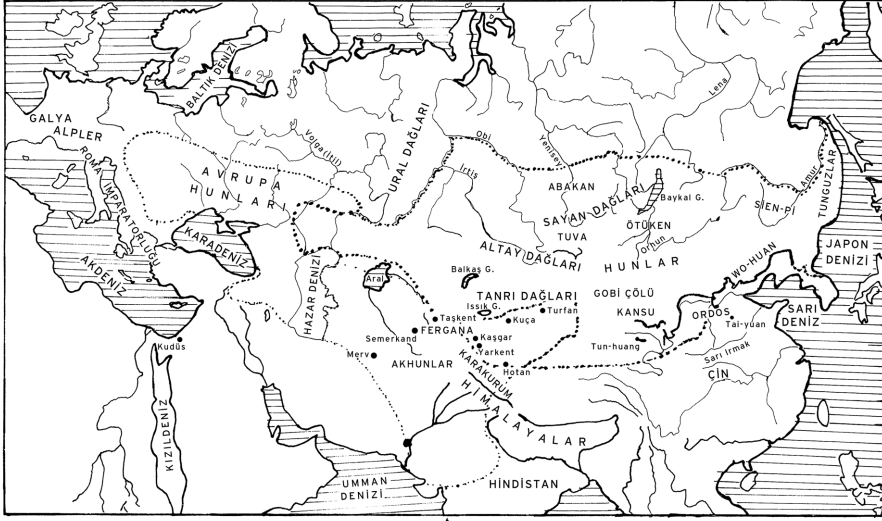 BALTIK DENİZİ
GALYA
ALPLER
ROMA İMPARATORLUĞU
AKDENİZ
Kudüs
KIZILDENİZ
Volga (İtil)
AVRUPA
HUNLARI
KARADENİZ
HAZAR DENİZİ
Aral
URAL DAĞLARI
Obi
İrtiş
Yenisey
Lena
ABAKAN
SAYAN DAĞLARI
Baykal G.
TUVA
ÖTÜKEN
Orhun
ALTAY DAĞLARI
HUNLAR
SİEN-Pİ
Amur
TUNGUZLAR
WO-HUAN
JAPON
DENİZİ
Balkaş G.
TANRI DAĞLARI
Issık G.
Turfan
Taşkent
Kuça
FERGANA
Semerkand
Kaşgar
Merv
Yarkent
AKHUNLAR
Hotan
KARAKURUM
HİMALAYALAR
GOBİ ÇÖLÜ
KANSU
Tun-huang
ORDOS
Tai-yuan
SARI
DENİZ
Sarı Irmak
ÇİN
UMMAN
DENİZİ
HİNDİSTAN